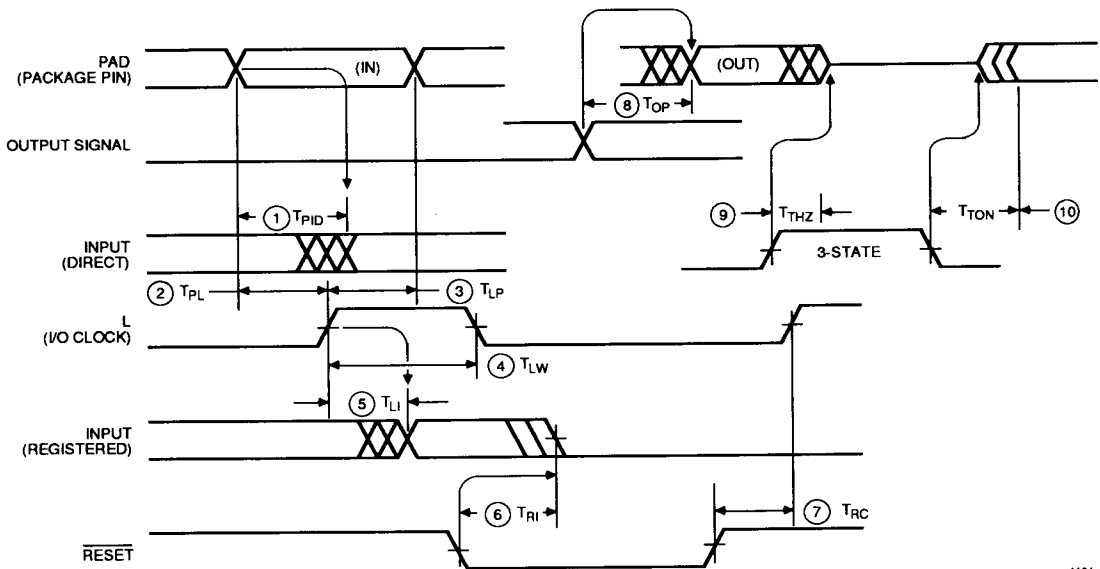 PAD
(PACKAGE PIN)
(IN)
(OUT)
8 TOP
OUTPUT SIGNAL
1 TPID
9 TTHZ
TTON 10
INPUT
(DIRECT)
3-STATE
2 TPL
3 TLP
L
(I/O CLOCK)
4 TLW
5 TLI
INPUT
(REGISTERED)
6 TRI
7 TRC
RESET